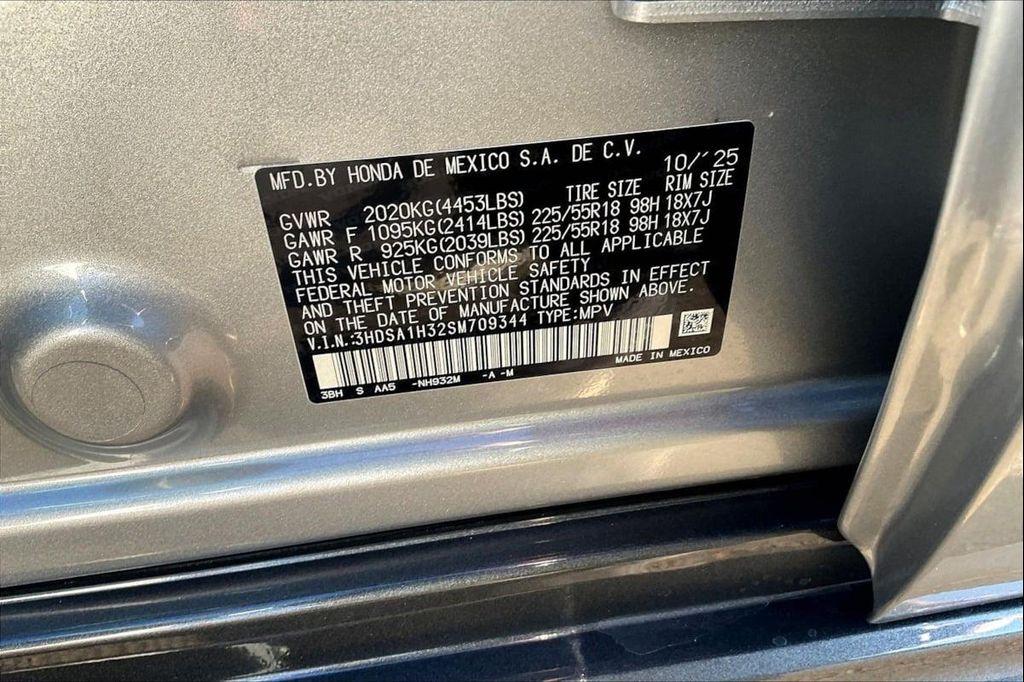 MFD.BY HONDA DE MEXICO S.A. DE C.V. 10/'25
TIRE SIZE RIM SIZE
GVWR 2020KG(4453LBS)
GAWR F 1095KG(2414LBS) 225/55R18 98H 18X7J
GAWR R 925KG(2039LBS) 225/55R18 98H 18X7J
THIS VEHICLE CONFORMS TO ALL APPLICABLE
FEDERAL MOTOR VEHICLE SAFETY
AND THEFT PREVENTION STANDARDS IN EFFECT
ON THE DATE OF MANUFACTURE SHOWN ABOVE.
V.I.N.:3HDSA1H32SM709344 TYPE:MPV
MADE IN MEXICO
3BH S AA5 -NH932M -A -M